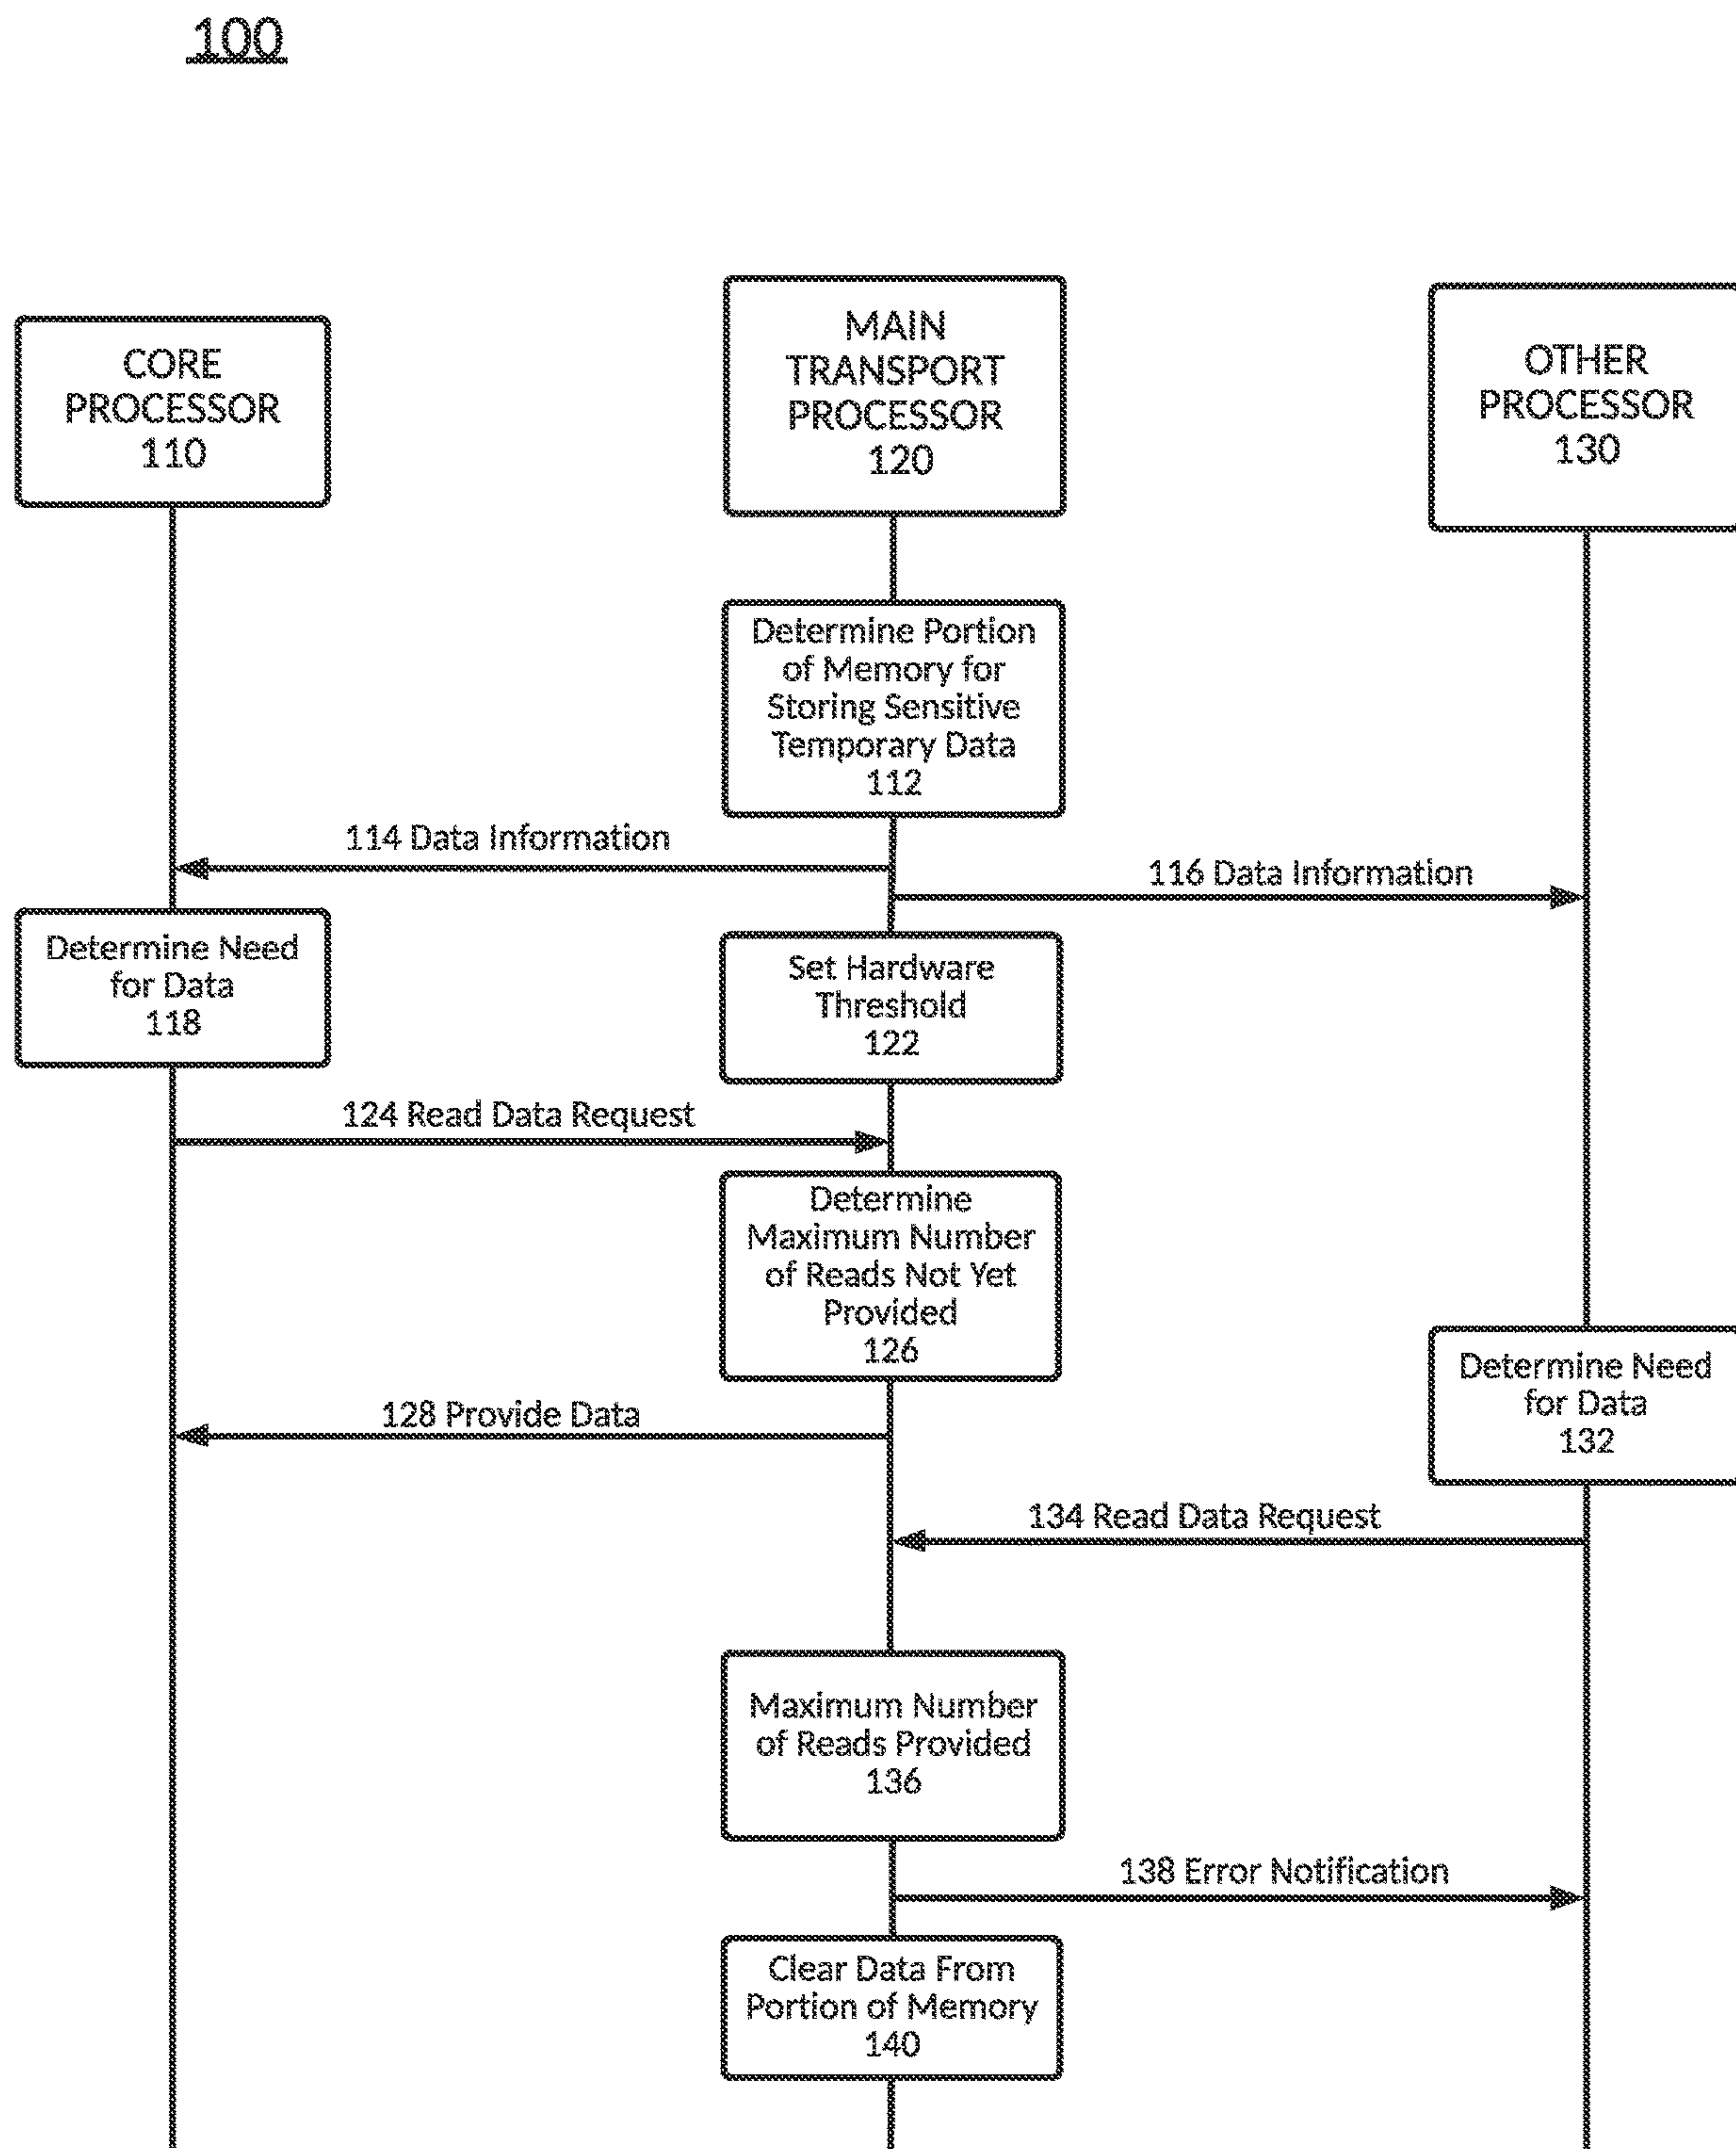 100
CORE
PROCESSOR
110
MAIN
TRANSPORT
PROCESSOR
120
OTHER
PROCESSOR
130
Determine Portion
of Memory for
Storing Sensitive
Temporary Data
112
114 Data Information
116 Data Information
Determine Need
for Data
118
Set Hardware
Threshold
122
124 Read Data Request
Determine
Maximum Number
of Reads Not Yet
Provided
126
128 Provide Data
Determine Need
for Data
132
134 Read Data Request
Maximum Number
of Reads Provided
136
138 Error Notification
Clear Data From
Portion of Memory
140